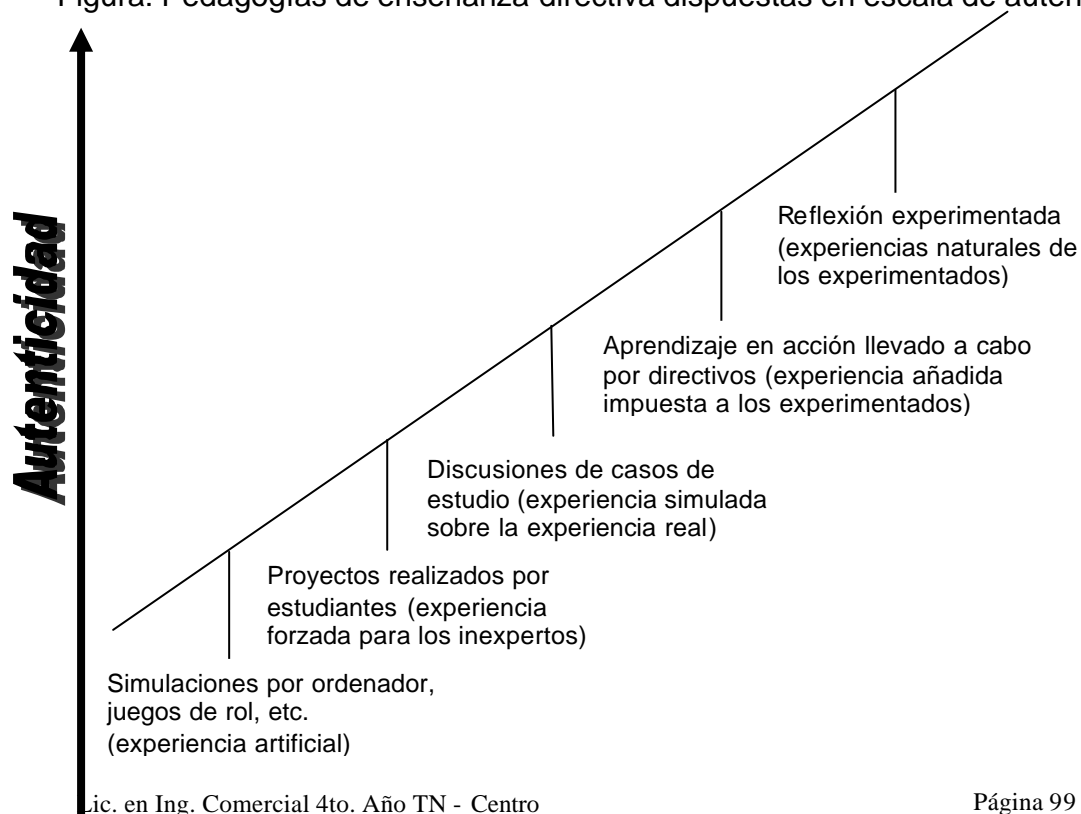 Figura. Pedagogías de enseñanza directiva dispuestas en escala de auten
Autenticidad
Reflexión experimentada
(experiencias naturales de
los experimentados)
Aprendizaje en acción llevado a cabo
por directivos (experiencia añadida
impuesta a los experimentados)
Discusiones de casos de
estudio (experiencia simulada
sobre la experiencia real)
Proyectos realizados por
estudiantes (experiencia
forzada para los inexpertos)
Simulaciones por ordenador,
juegos de rol, etc.
(experiencia artificial)
Lic. en Ing. Comercial 4to. Año TN - Centro
Página 99